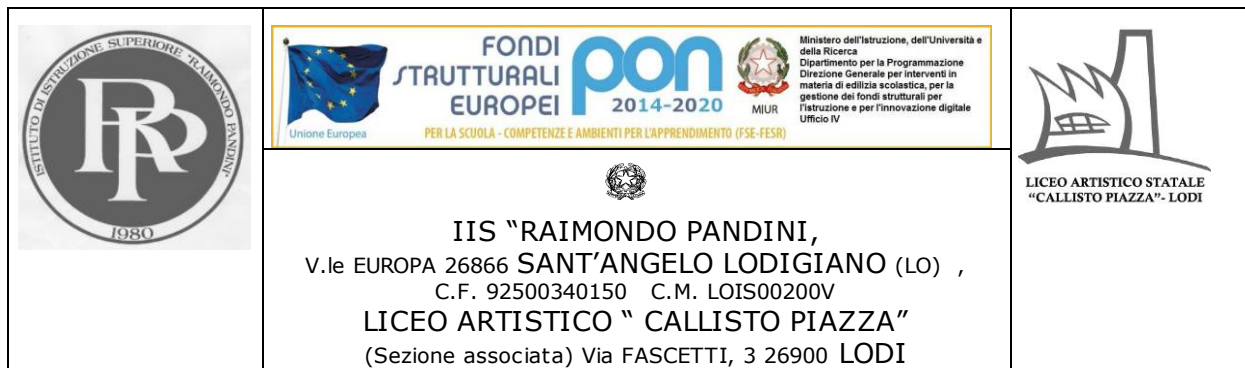 ISTITUTO DI ISTRUZIONE SUPERIORE "RAIMONDO PANDINI"
1980
Unione Europea
FONDI
STRUTTURALI
EUROPEI
pon
2014-2020
MIUR
Ministero dell'Istruzione, dell'Università e
della Ricerca
Dipartimento per la Programmazione
Direzione Generale per interventi in
materia di edilizia scolastica, per la
gestione dei fondi strutturali per
l'istruzione e per l'innovazione digitale
Ufficio IV
PER LA SCUOLA - COMPETENZE E AMBIENTI PER L'APPRENDIMENTO (FSE-FESR)
LICEO ARTISTICO STATALE
"CALLISTO PIAZZA"- LODI
IIS "RAIMONDO PANDINI,
V.le EUROPA 26866 SANT'ANGELO LODIGIANO (LO) ,
C.F. 92500340150 C.M. LOIS00200V
LICEO ARTISTICO " CALLISTO PIAZZA"
(Sezione associata) Via FASCETTI, 3 26900 LODI